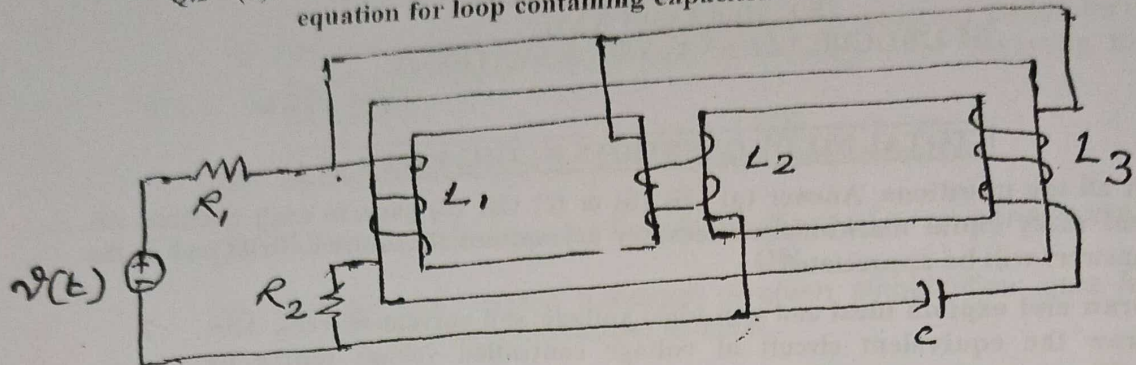 equation for loop containing
R₁
L₁
L₂
L₃
v(t)
+
R₂
C